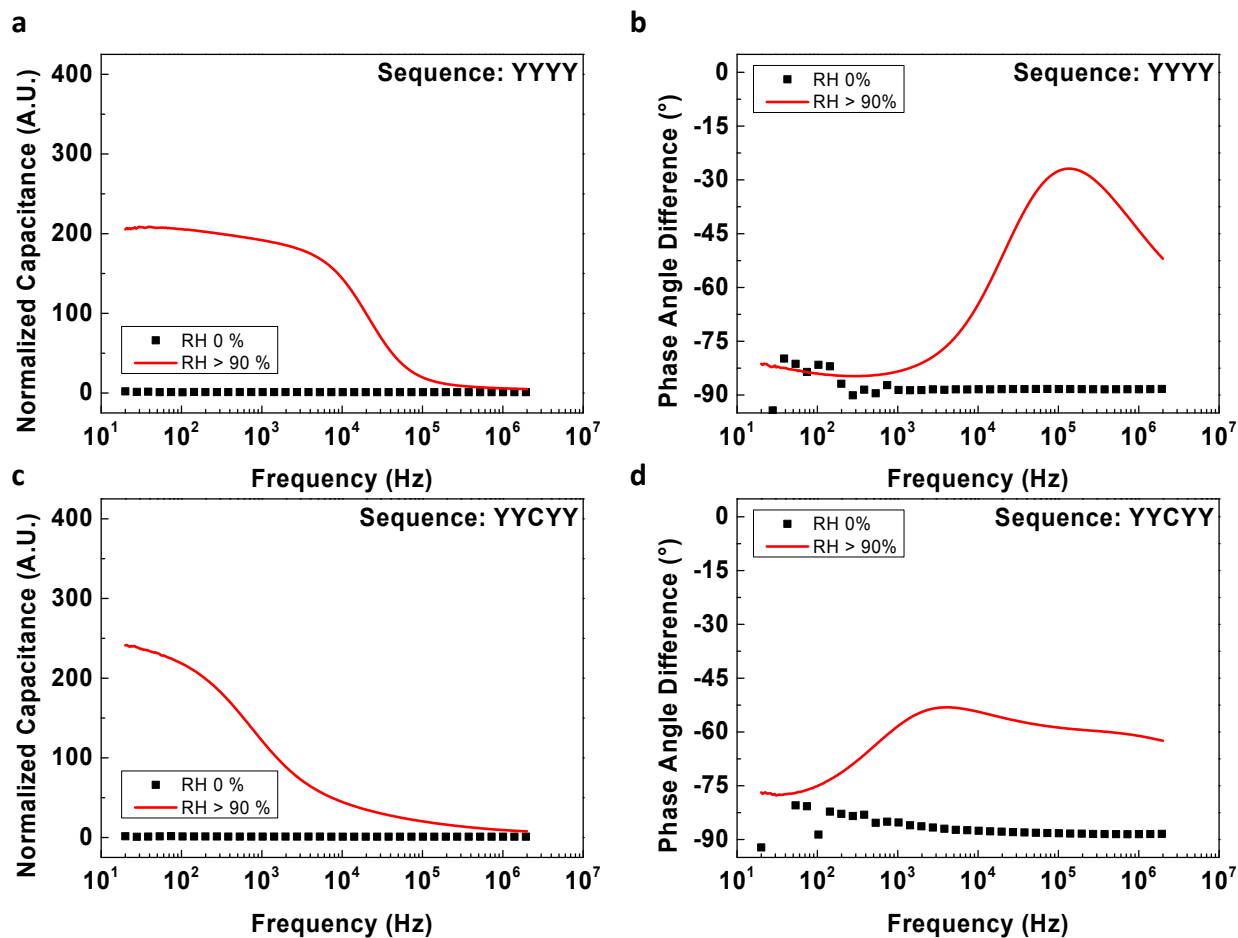 a
Sequence: YYYY
400
300
200
100
0
Normalized Capacitance (A.U.)
RH 0 %
RH > 90 %
10¹ 10² 10³ 10⁴ 10⁵ 10⁶ 10⁷
Frequency (Hz)
b
Sequence: YYYY
0
-15
-30
-45
-60
-75
-90
Phase Angle Difference (°)
RH 0%
RH > 90%
10¹ 10² 10³ 10⁴ 10⁵ 10⁶ 10⁷
Frequency (Hz)
c
Sequence: YYCYY
400
300
200
100
0
Normalized Capacitance (A.U.)
RH 0 %
RH > 90 %
10¹ 10² 10³ 10⁴ 10⁵ 10⁶ 10⁷
Frequency (Hz)
d
Sequence: YYCYY
0
-15
-30
-45
-60
-75
-90
Phase Angle Difference (°)
RH 0%
RH > 90%
10¹ 10² 10³ 10⁴ 10⁵ 10⁶ 10⁷
Frequency (Hz)